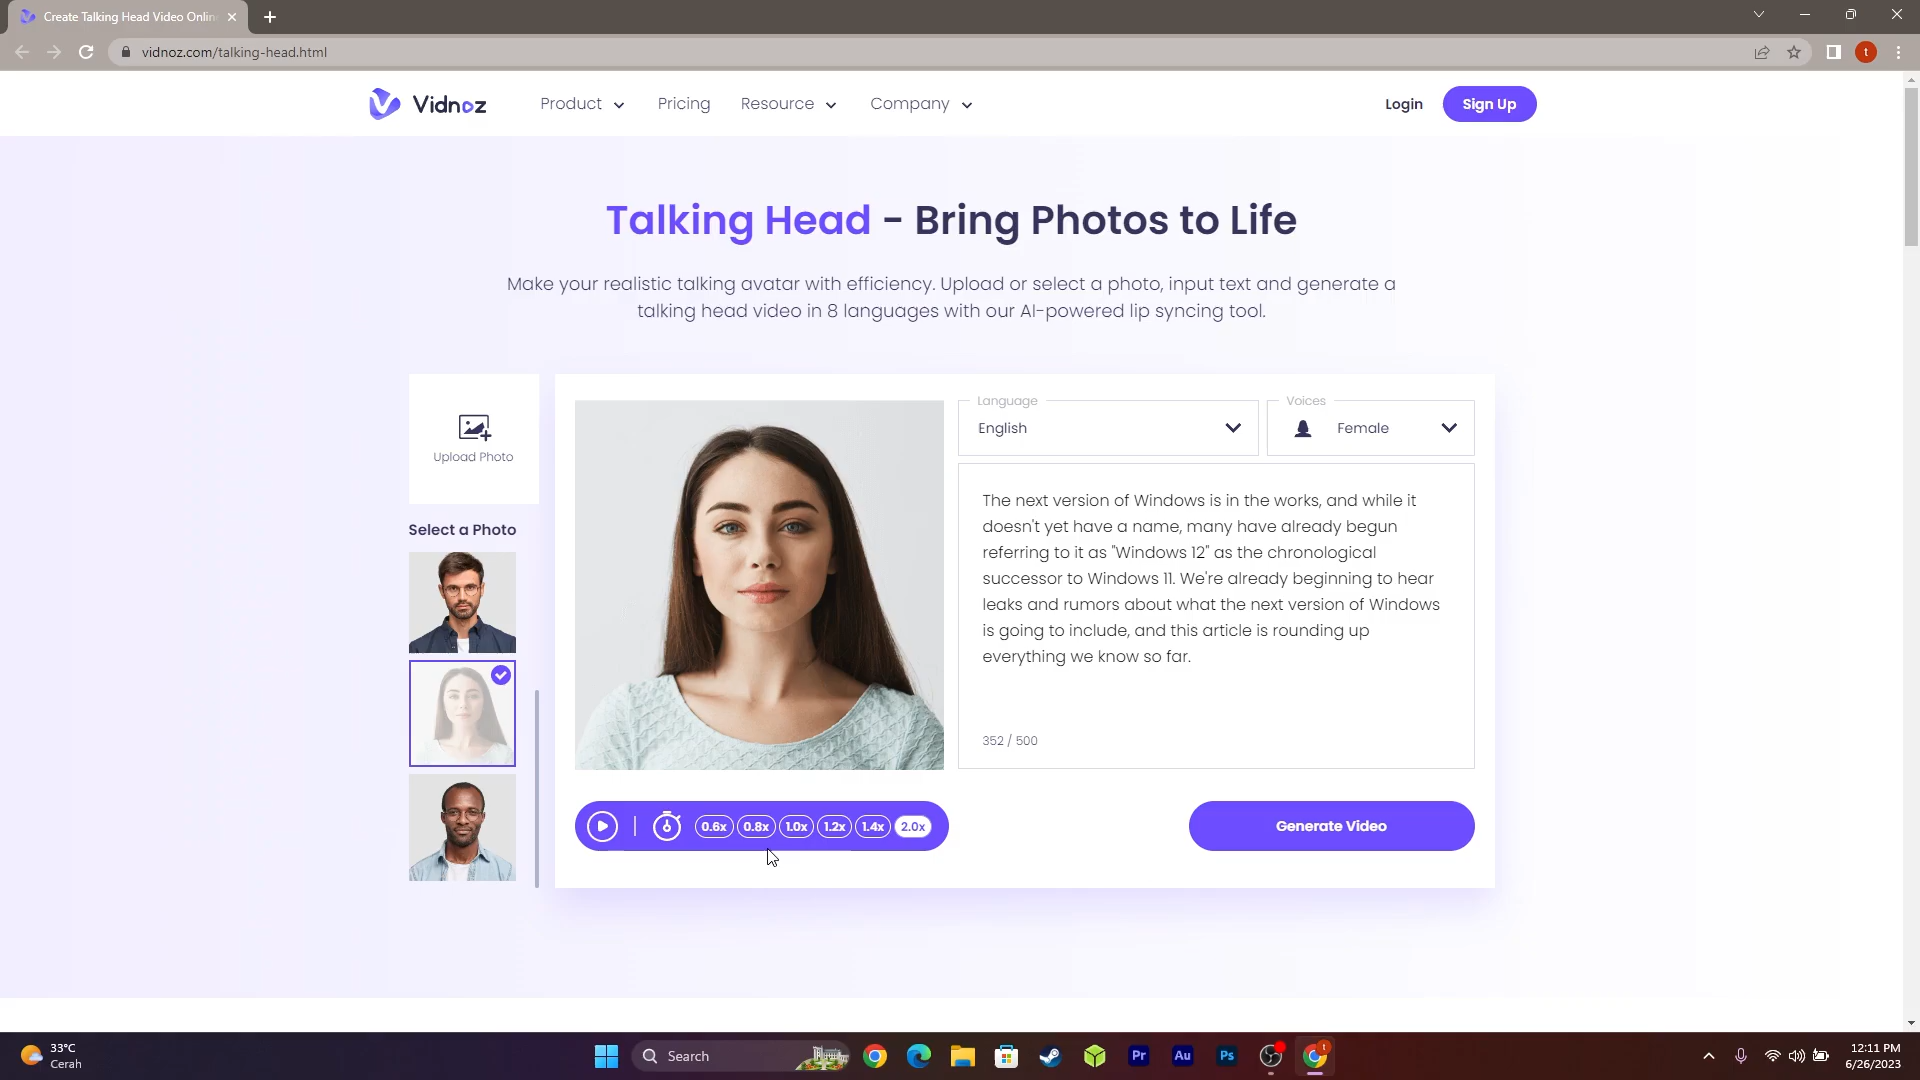 Create Talking Head Video Onlin
vidnoz.com/talking-head.html
t
Vidnoz
Product
Pricing
Resource
Company
Login
Sign Up
Talking Head - Bring Photos to Life
Make your realistic talking avatar with efficiency. Upload or select a photo, input text and generate a
talking head video in 8 languages with our AI-powered lip syncing tool.
Upload Photo
Select a Photo
Language
English
Voices
Female
The next version of Windows is in the works, and while it
doesn't yet have a name, many have already begun
referring to it as "Windows 12" as the chronological
successor to Windows 11. We're already beginning to hear
leaks and rumors about what the next version of Windows
is going to include, and this article is rounding up
everything we know so far.
352 / 500
0.6x 0.8x 1.0x 1.2x 1.4x 2.0x
Generate Video
33°C
Cerah
Search
Pr
Au
Ps
t
12:11 PM
6/26/2023